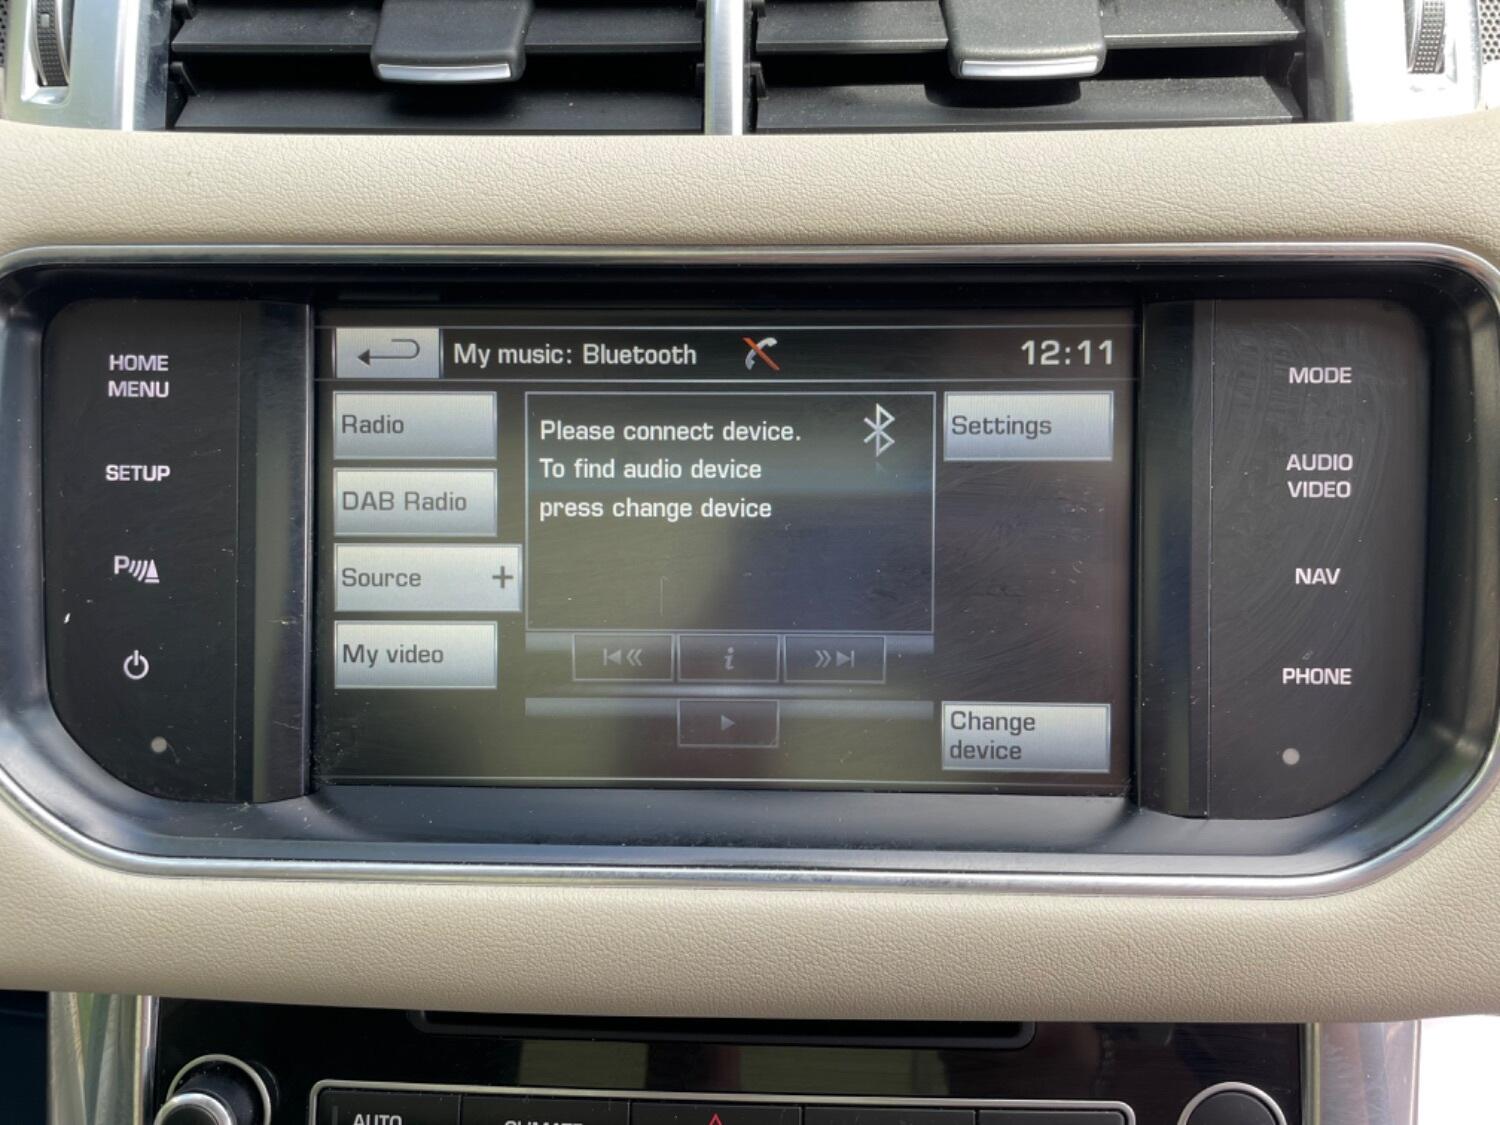 HOME
MENU
SETUP
P
My music: Bluetooth
12:11
Radio
DAB Radio
Source +
My video
Please connect device.
To find audio device
press change device
i
Settings
Change
device
MODE
AUDIO
VIDEO
NAV
PHONE
AUTO
CLIMATE